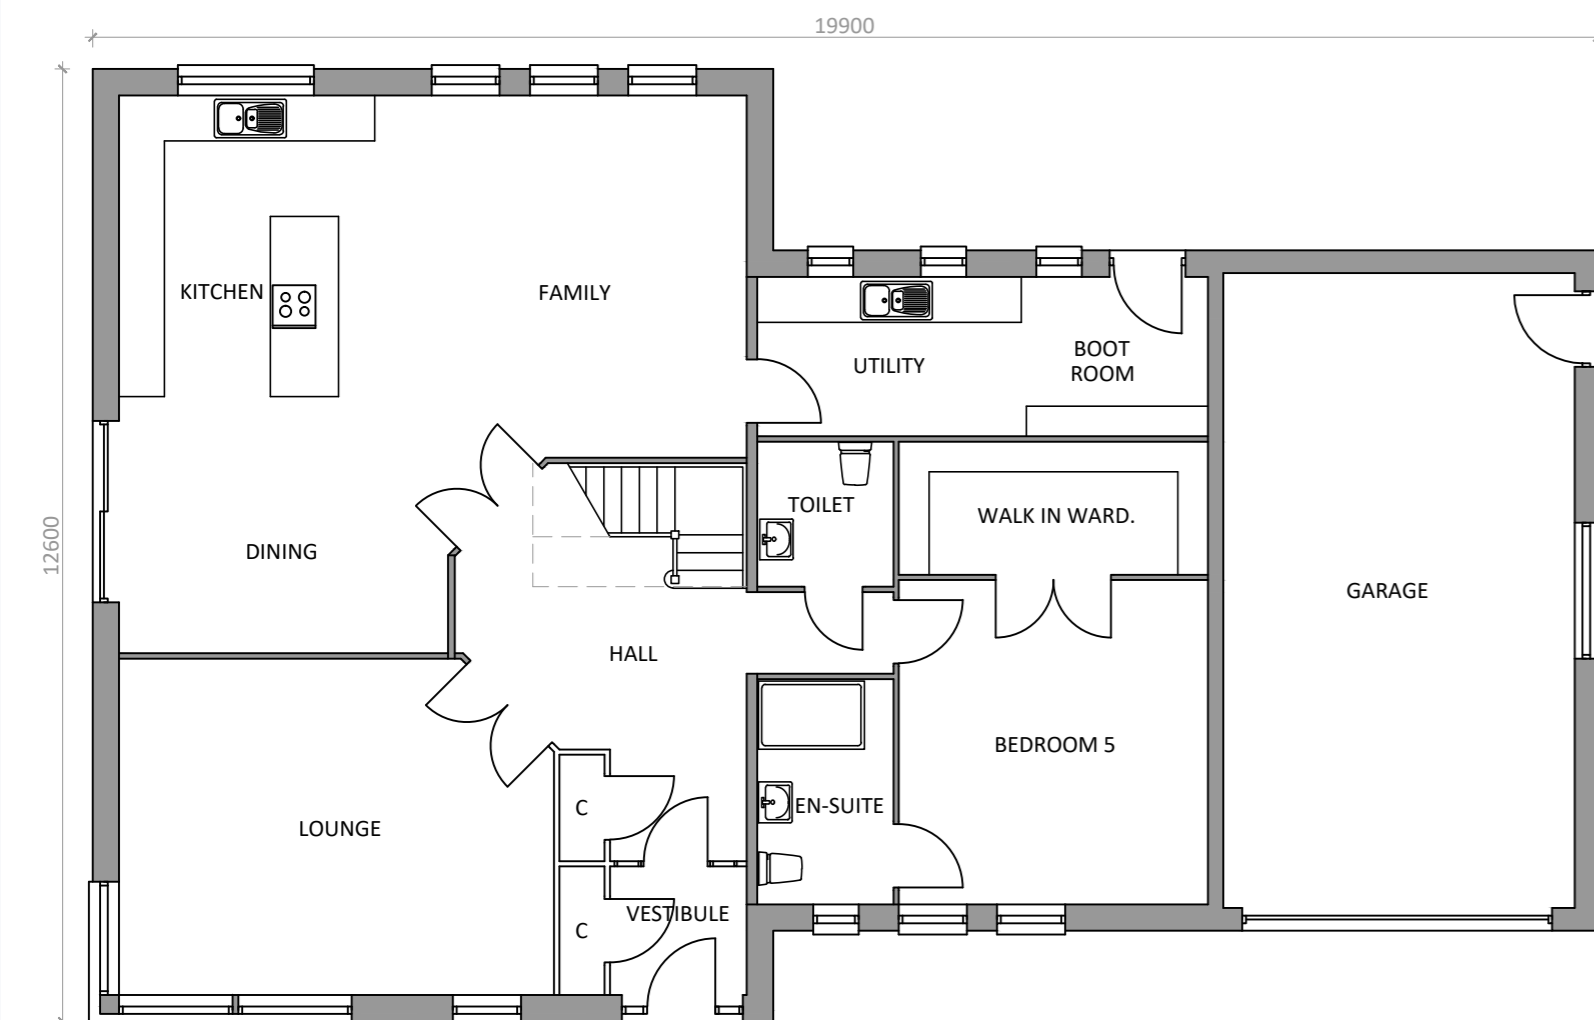 19900
12600
KITCHEN
FAMILY
UTILITY
BOOT
ROOM
TOILET
WALK IN WARD.
DINING
GARAGE
HALL
BEDROOM 5
LOUNGE
C
EN-SUITE
VESTIBULE
C